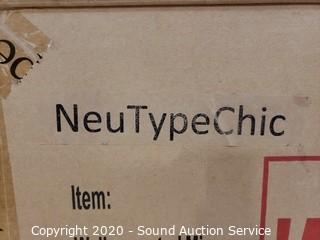 NeuTypeChic
Item:
Copyright 2020 - Sound Auction Service